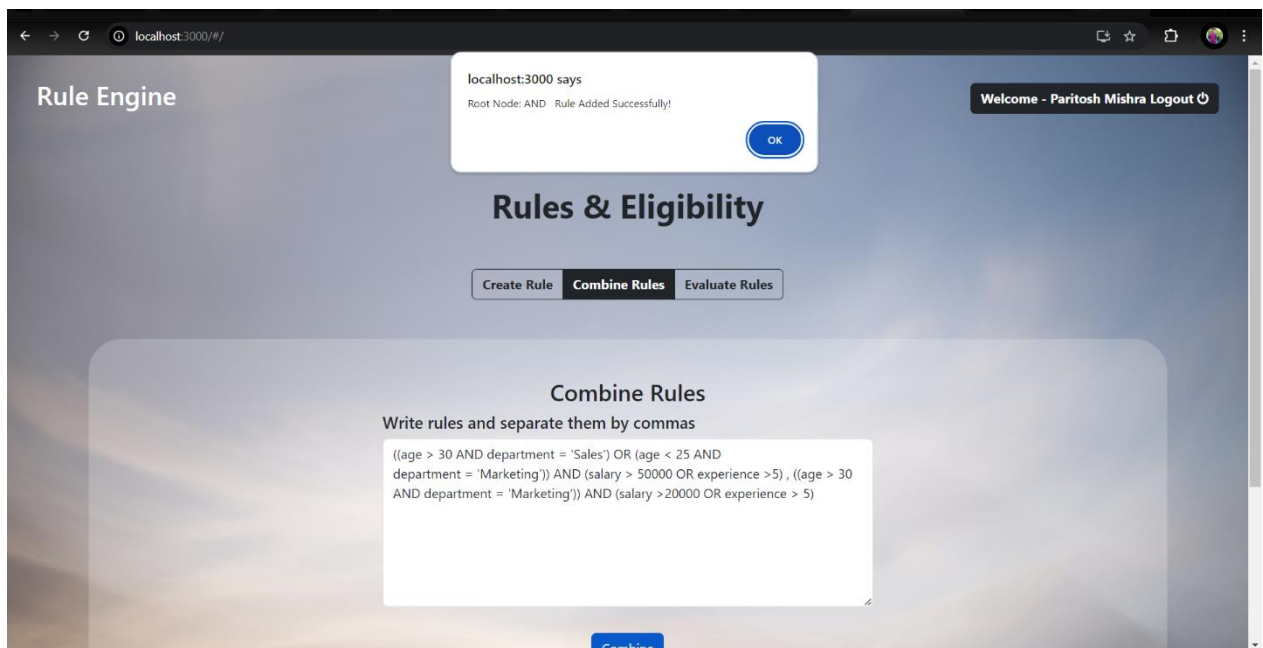 localhost:3000/#/
localhost:3000 says
Root Node: AND Rule Added Successfully!
OK
Rule Engine
Welcome - Paritosh Mishra Logout
Rules & Eligibility
Create Rule Combine Rules Evaluate Rules
Combine Rules
Write rules and separate them by commas
((age > 30 AND department = 'Sales') OR (age < 25 AND
department = 'Marketing')) AND (salary > 50000 OR experience >5) , ((age > 30
AND department = 'Marketing')) AND (salary >20000 OR experience > 5)
Combine